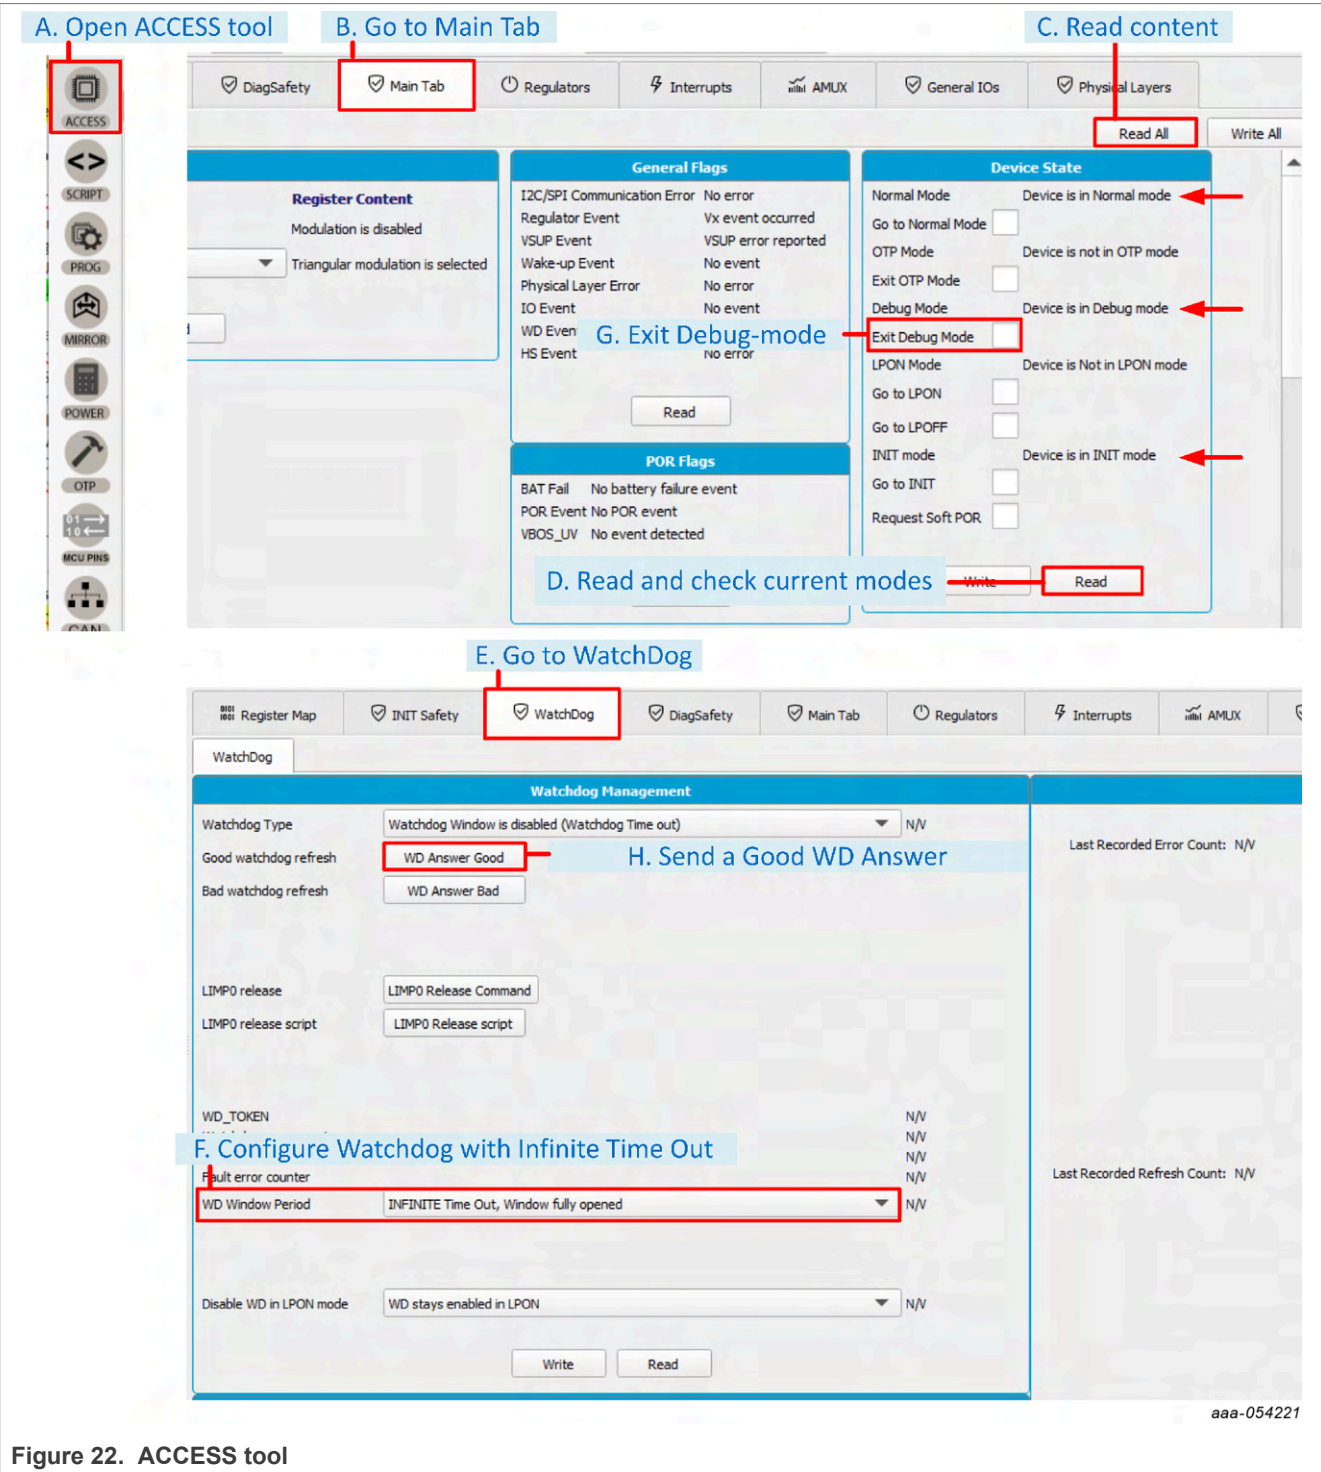 A. Open ACCESS tool
B. Go to Main Tab
C. Read content
ACCESS
SCRIPT
PROG
MIRROR
POWER
OTP
MCU PINS
CAN
DiagSafety
Main Tab
Regulators
Interrupts
AMUX
General IOs
Physical Layers
Read All
Write All
Register Content
Modulation is disabled
Triangular modulation is selected
General Flags
I2C/SPI Communication Error No error
Regulator Event Vx event occurred
VSUP Event VSUP error reported
Wake-up Event No event
Physical Layer Error No error
IO Event No event
WD Event
HS Event No error
G. Exit Debug-mode
Read
POR Flags
BAT Fail No battery failure event
POR Event No POR event
VBOS_UV No event detected
Device State
Normal Mode Device is in Normal mode
Go to Normal Mode
OTP Mode Device is not in OTP mode
Exit OTP Mode
Debug Mode Device is in Debug mode
Exit Debug Mode
LPON Mode Device is Not in LPON mode
Go to LPON
Go to LPOFF
INIT mode Device is in INIT mode
Go to INIT
Request Soft POR
D. Read and check current modes
Write
Read
E. Go to WatchDog
Register Map
INIT Safety
WatchDog
DiagSafety
Main Tab
Regulators
Interrupts
AMUX
WatchDog
Watchdog Management
Watchdog Type Watchdog Window is disabled (Watchdog Time out) N/V
Good watchdog refresh WD Answer Good
H. Send a Good WD Answer
Bad watchdog refresh WD Answer Bad
LIMP0 release LIMP0 Release Command
LIMP0 release script LIMP0 Release script
WD_TOKEN N/V
N/V
F. Configure Watchdog with Infinite Time Out
N/V
Fault error counter N/V
WD Window Period INFINITE Time Out, Window fully opened N/V
Disable WD in LPON mode WD stays enabled in LPON N/V
Write
Read
Last Recorded Error Count: N/V
Last Recorded Refresh Count: N/V
aaa-054221
Figure 22. ACCESS tool